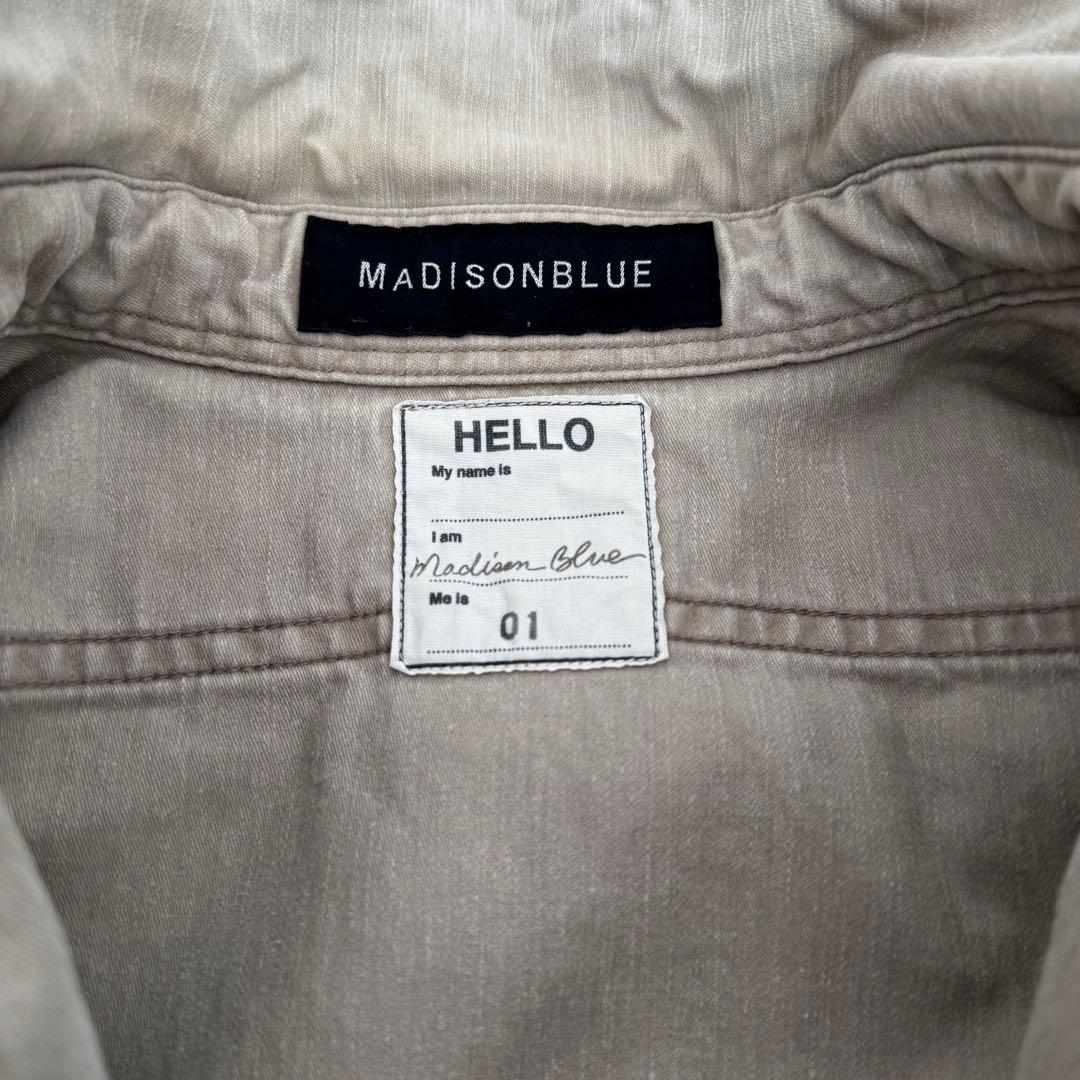 MADISONBLUE
HELLO
My name is
I am
Madison Blue
Me is
01